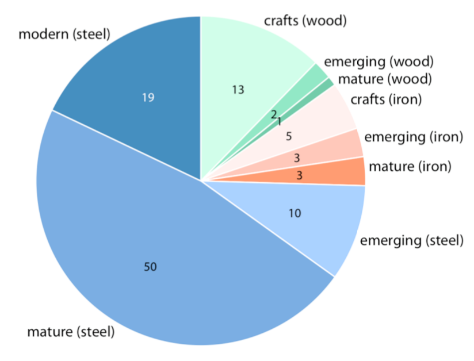 crafts (wood)
modern (steel)
emerging (wood)
mature (wood)
crafts (iron)
13
19
2
1
5
emerging (iron)
3
mature (iron)
3
10
emerging (steel)
50
mature (steel)